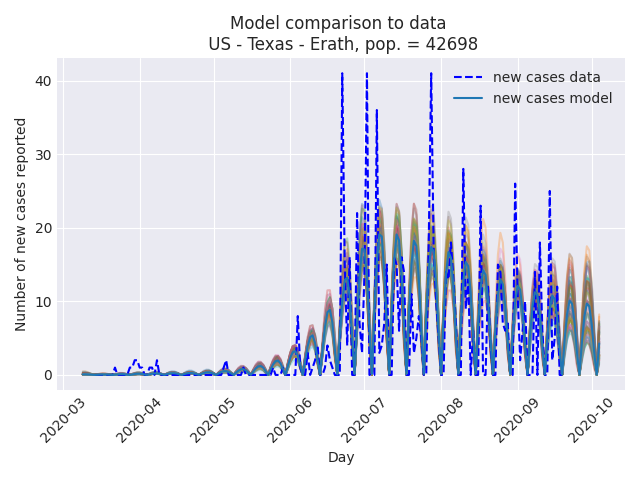 Model comparison to data
US - Texas - Erath, pop. = 42698
new cases data
new cases model
Number of new cases reported
40
30
20
10
0
2020-03
2020-04
2020-05
2020-06
2020-07
2020-08
2020-09
2020-10
Day